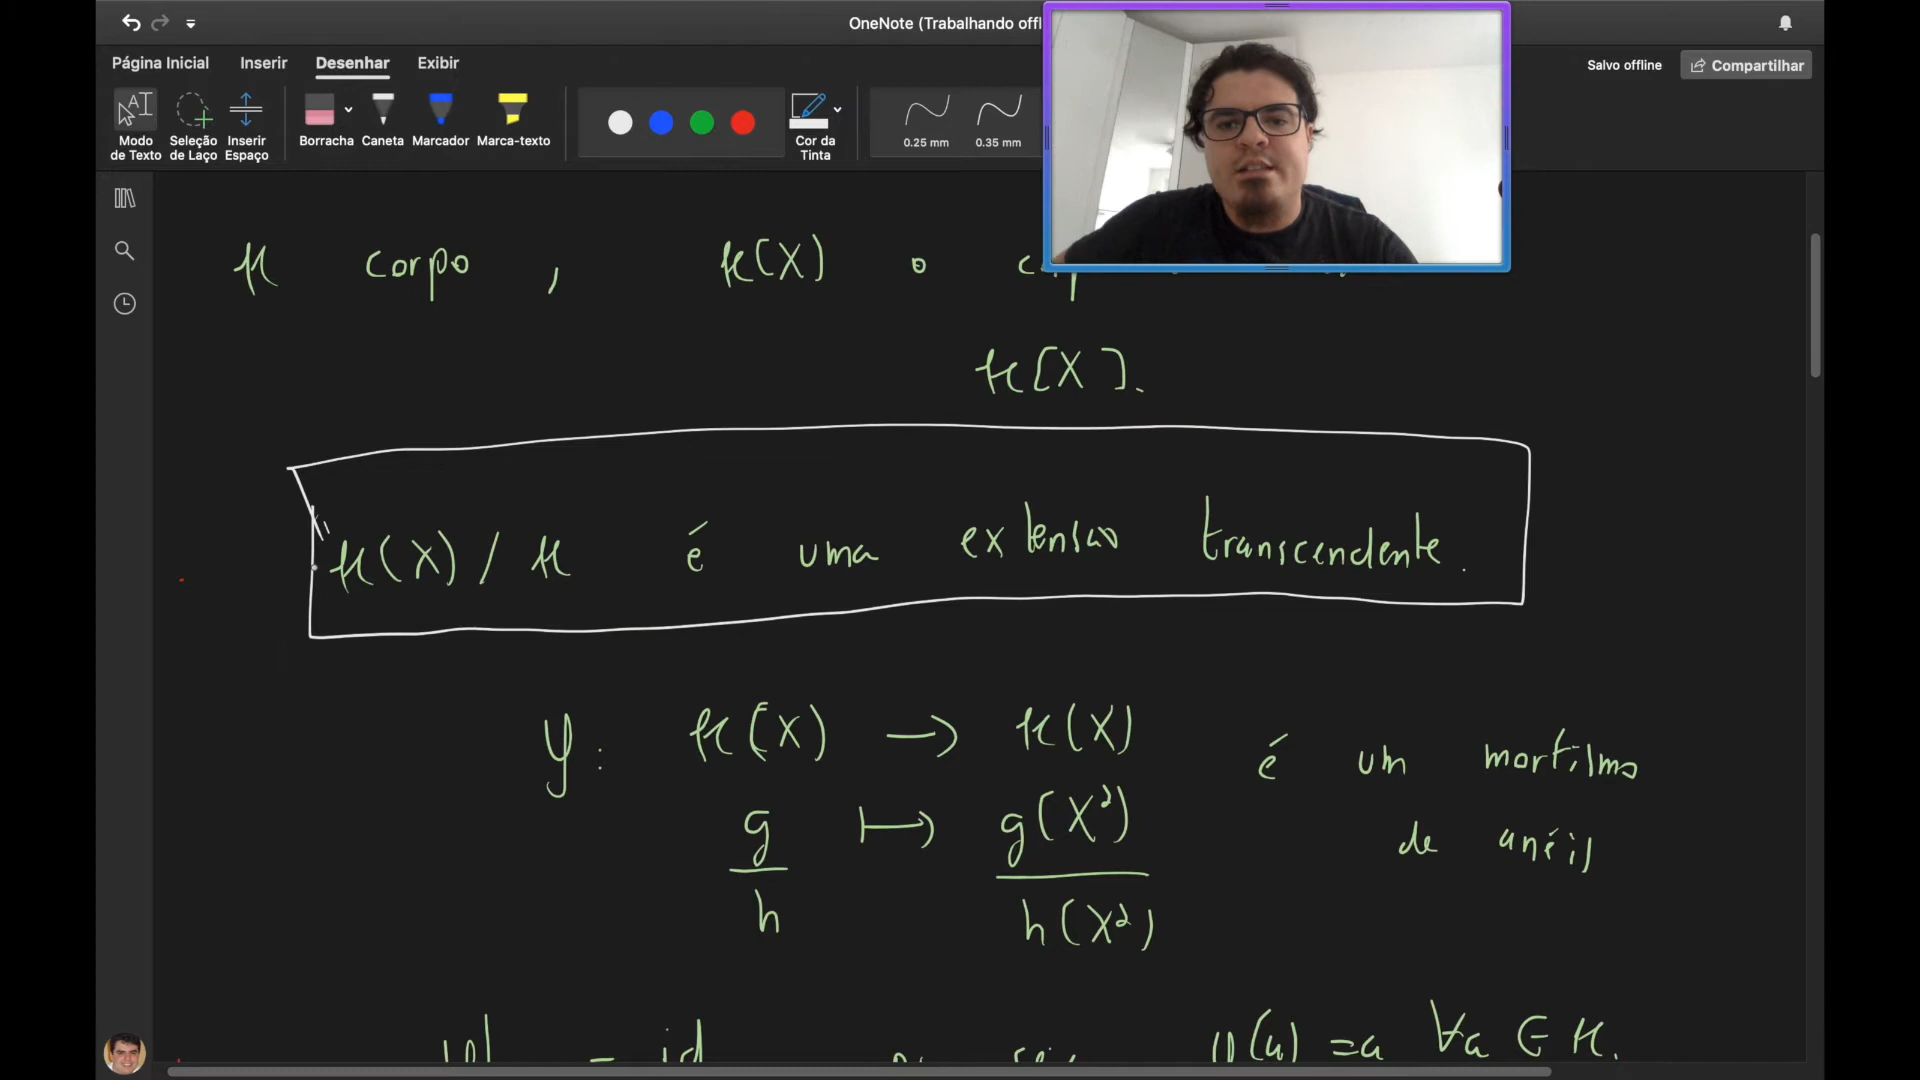 OneNote (Trabalhando offl
Página Inicial Inserir Desenhar Exibir
Salvo offline Compartilhar
Modo de Texto Seleção de Laço Inserir Espaço Borracha Caneta Marcador Marca-texto Cor da Tinta 0.25 mm 0.35 mm
K corpo, K(X) o
K[X].
K(X) / K é uma extensão transcendente.
φ: K(X) → K(X) é um morfismo
g/h ↦ g(X²)/h(X²) de anéis
= id φ(a) = a ∀a ∈ K.